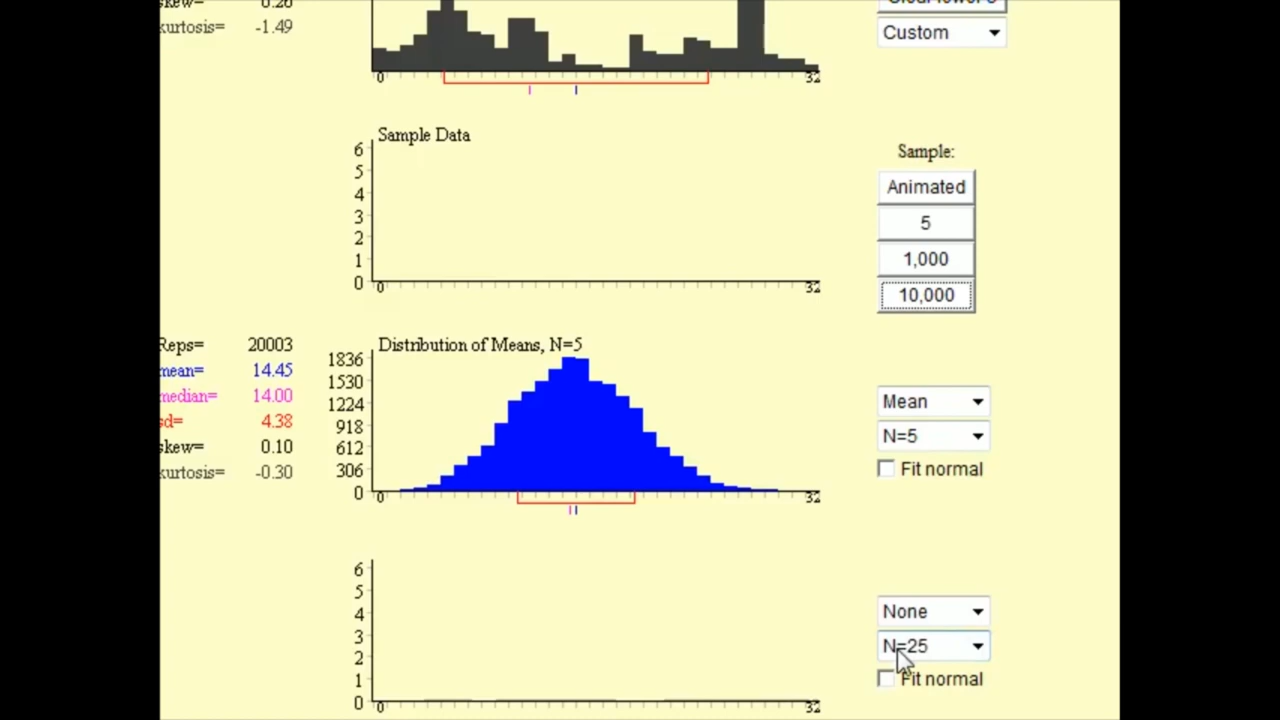 skew= 0.26
kurtosis= -1.49
Custom
0 32
Sample Data
6
5
4
3
2
1
0
0 32
Sample:
Animated
5
1,000
10,000
Reps= 20003
mean= 14.45
median= 14.00
sd= 4.38
skew= 0.10
kurtosis= -0.30
Distribution of Means, N=5
1836
1530
1224
918
612
306
0
0 32
Mean
N=5
Fit normal
6
5
4
3
2
1
0
0 32
None
N=25
Fit normal